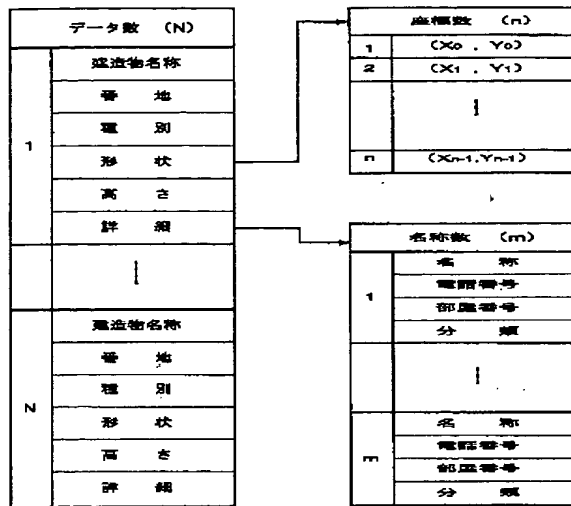 データ数 (N)
1
建造物名称
番 地
種 別
形 状
高 さ
詳 細
N
建造物名称
番 地
種 別
形 状
高 さ
詳 細
座標数 (n)
1 (X0 , Y0)
2 (X1 , Y1)
n (Xn-1,Yn-1)
名称数 (m)
1
名 称
電話番号
部屋番号
分 類
m
名 称
電話番号
部屋番号
分 類